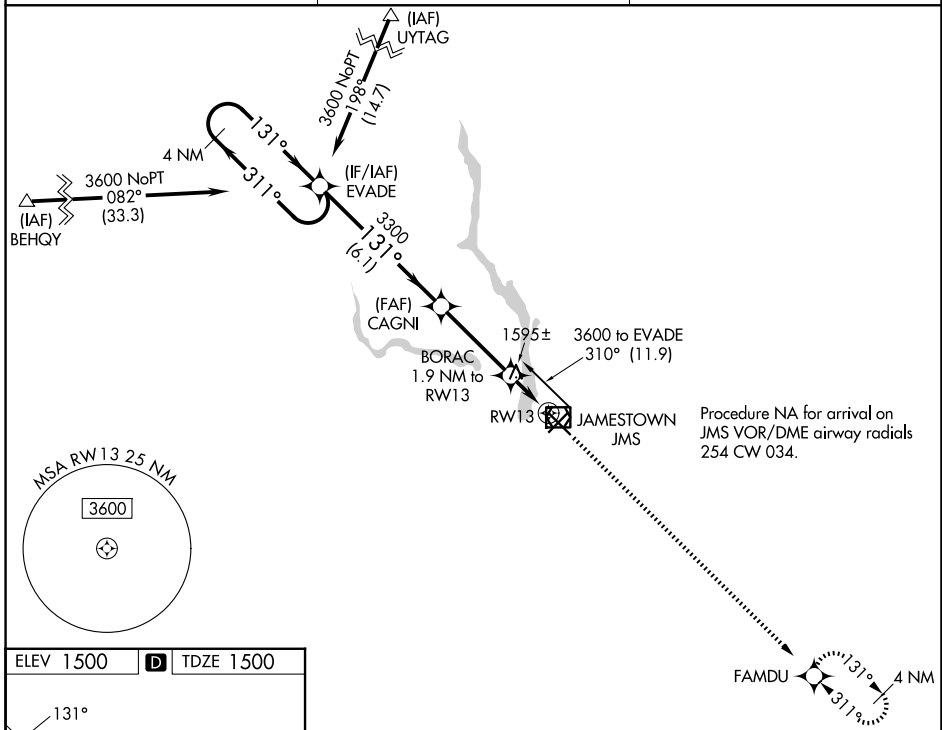 (IAF)
UYTAG
3600 NoPT
198°
(14.7)
131°
4 NM
311°
(IF/IAF)
EVADE
3600 NoPT
082°
(33.3)
(IAF)
BEHQY
3300
131°
(6.1)
(FAF)
CAGNI
1595±
3600 to EVADE
310° (11.9)
BORAC
1.9 NM to
RW13
RW13
JAMESTOWN
JMS
Procedure NA for arrival on
JMS VOR/DME airway radials
254 CW 034.
MSA RW13 25 NM
3600
FAMDU
131°
4 NM
311°
ELEV 1500 D TDZE 1500
131°